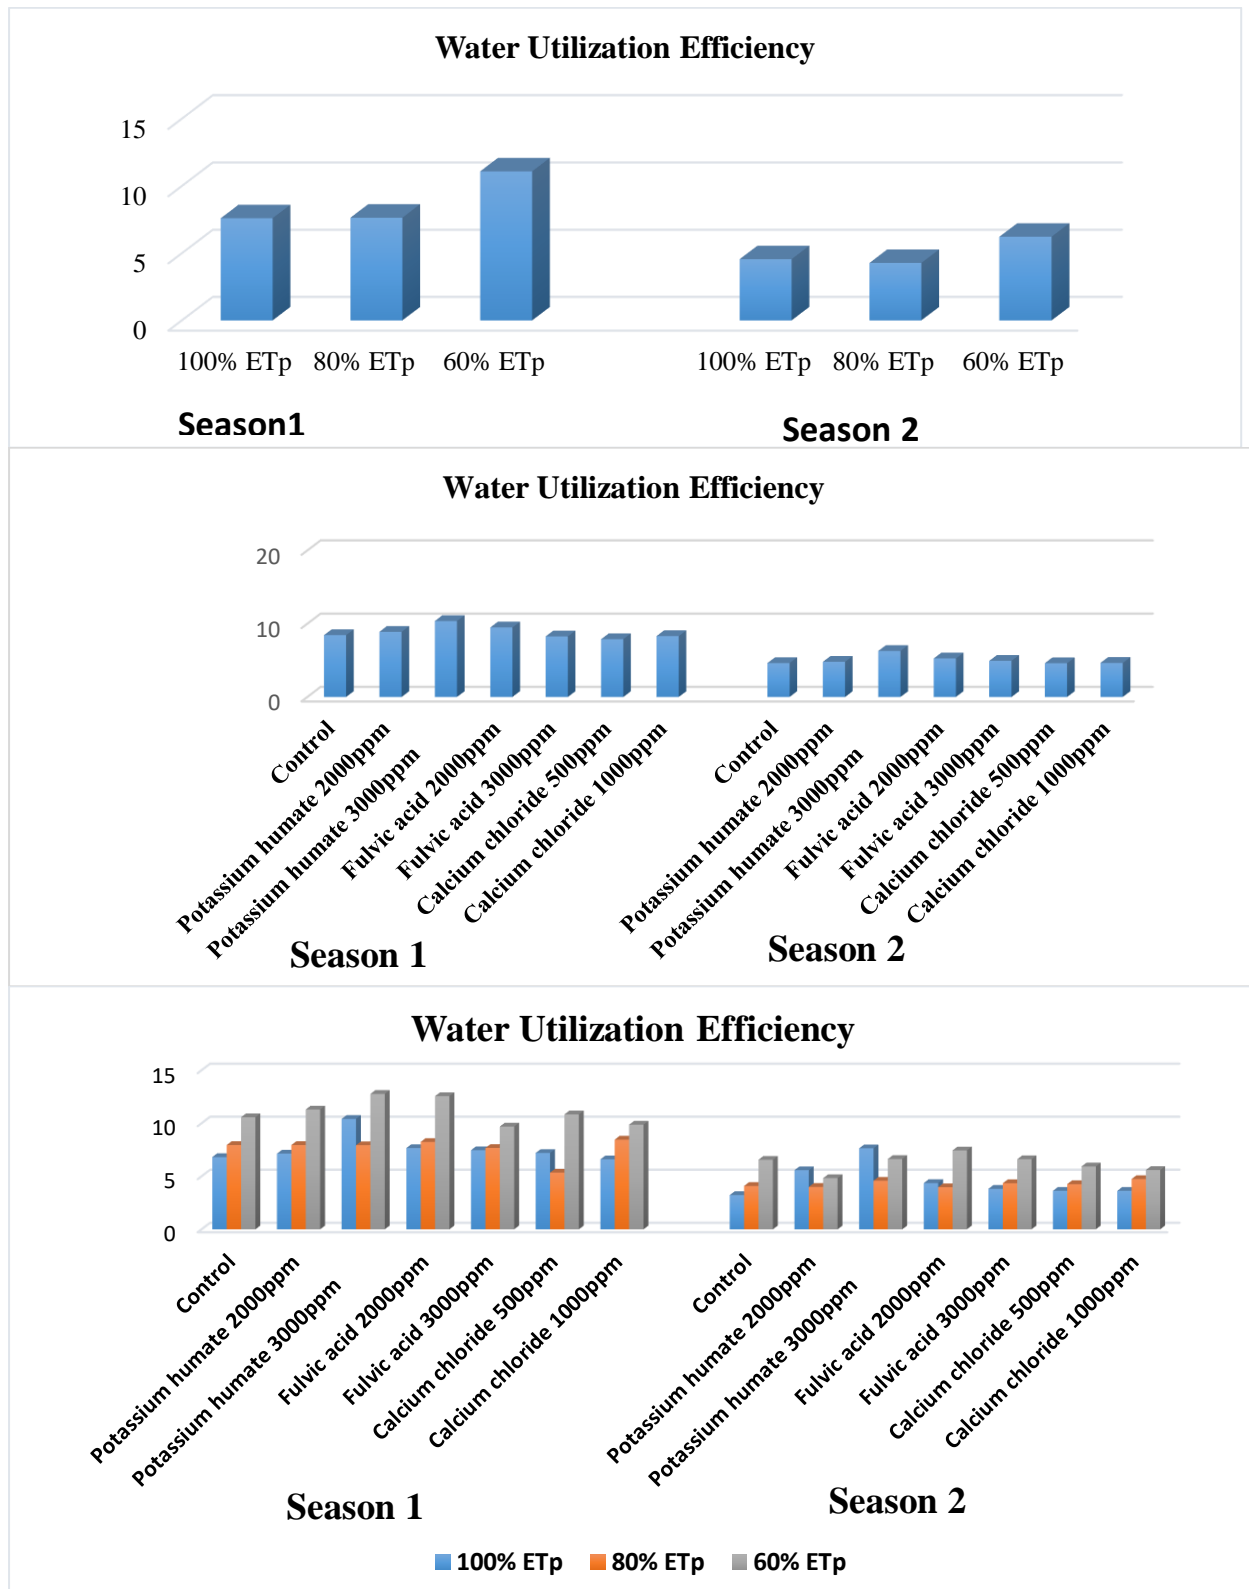 Water Utilization Efficiency
15
10
5
0
100% ETp 80% ETp 60% ETp 100% ETp 80% ETp 60% ETp
Season1 Season 2
Water Utilization Efficiency
20
10
0
Control
Potassium humate 2000ppm
Potassium humate 3000ppm
Fulvic acid 2000ppm
Fulvic acid 3000ppm
Calcium chloride 500ppm
Calcium chloride 1000ppm
Control
Potassium humate 2000ppm
Potassium humate 3000ppm
Fulvic acid 2000ppm
Fulvic acid 3000ppm
Calcium chloride 500ppm
Calcium chloride 1000ppm
Season 1 Season 2
Water Utilization Efficiency
15
10
5
0
Control
Potassium humate 2000ppm
Potassium humate 3000ppm
Fulvic acid 2000ppm
Fulvic acid 3000ppm
Calcium chloride 500ppm
Calcium chloride 1000ppm
Control
Potassium humate 2000ppm
Potassium humate 3000ppm
Fulvic acid 2000ppm
Fulvic acid 3000ppm
Calcium chloride 500ppm
Calcium chloride 1000ppm
Season 1 Season 2
100% ETp 80% ETp 60% ETp